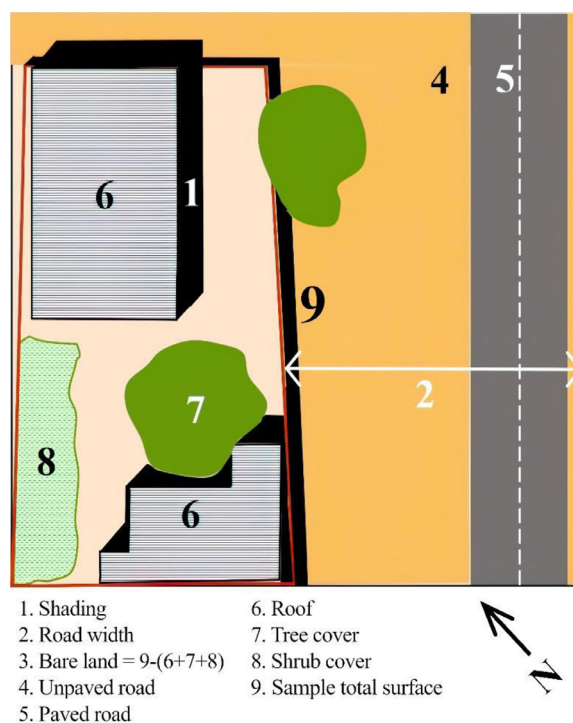 4
5
6
1
9
2
7
8
6
1. Shading
2. Road width
3. Bare land = 9-(6+7+8)
4. Unpaved road
5. Paved road
6. Roof
7. Tree cover
8. Shrub cover
9. Sample total surface
N